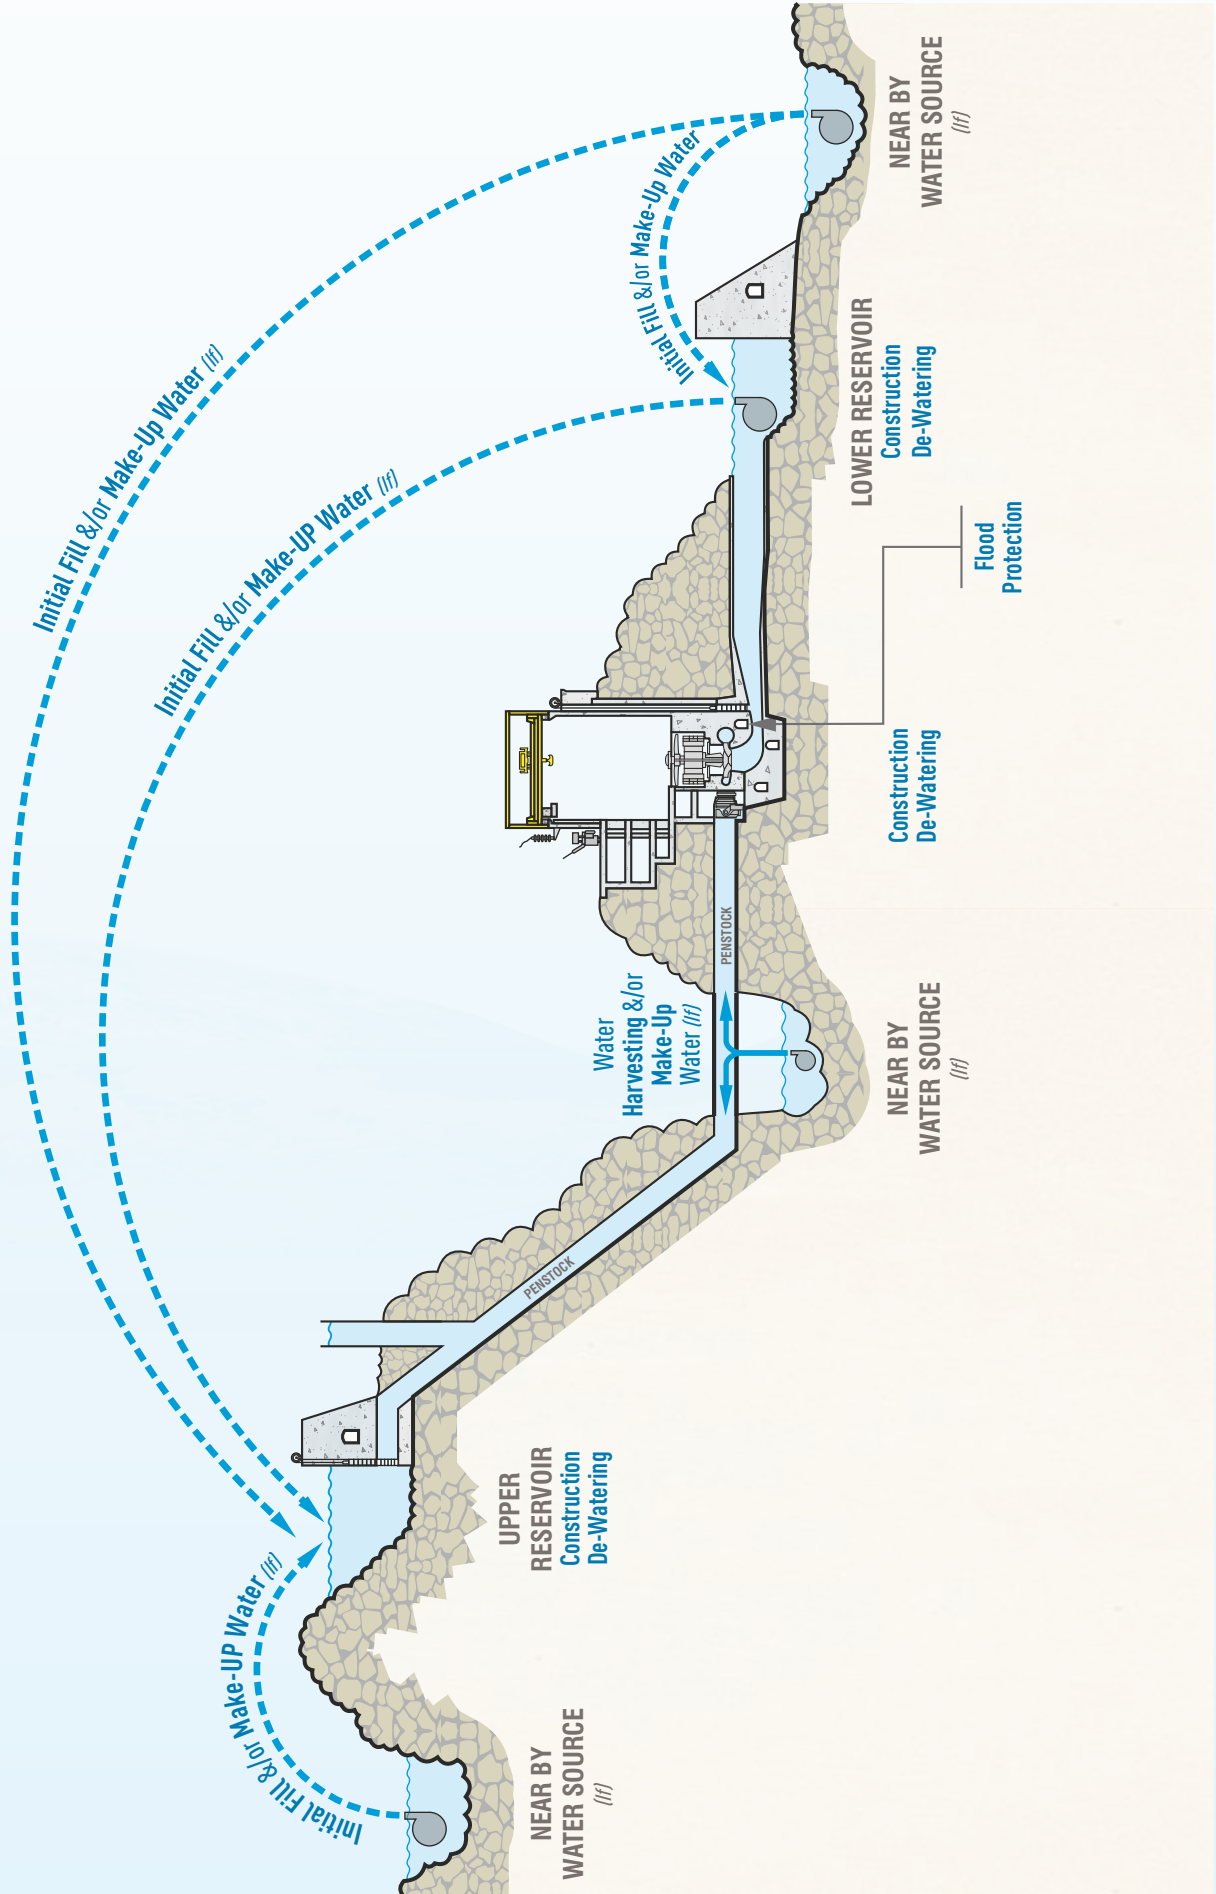 Initial Fill &/or Make-UP Water (If)
NEAR BY
WATER SOURCE
(If)
UPPER
RESERVOIR
Construction
De-Watering
Initial Fill &/or Make-Up Water (If)
Initial Fill &/or Make-UP Water (If)
PENSTOCK
Water
Harvesting &/or
Make-Up
Water (If)
PENSTOCK
NEAR BY
WATER SOURCE
(If)
Construction
De-Watering
Flood
Protection
LOWER RESERVOIR
Construction
De-Watering
Initial Fill &/or Make-Up Water
NEAR BY
WATER SOURCE
(If)